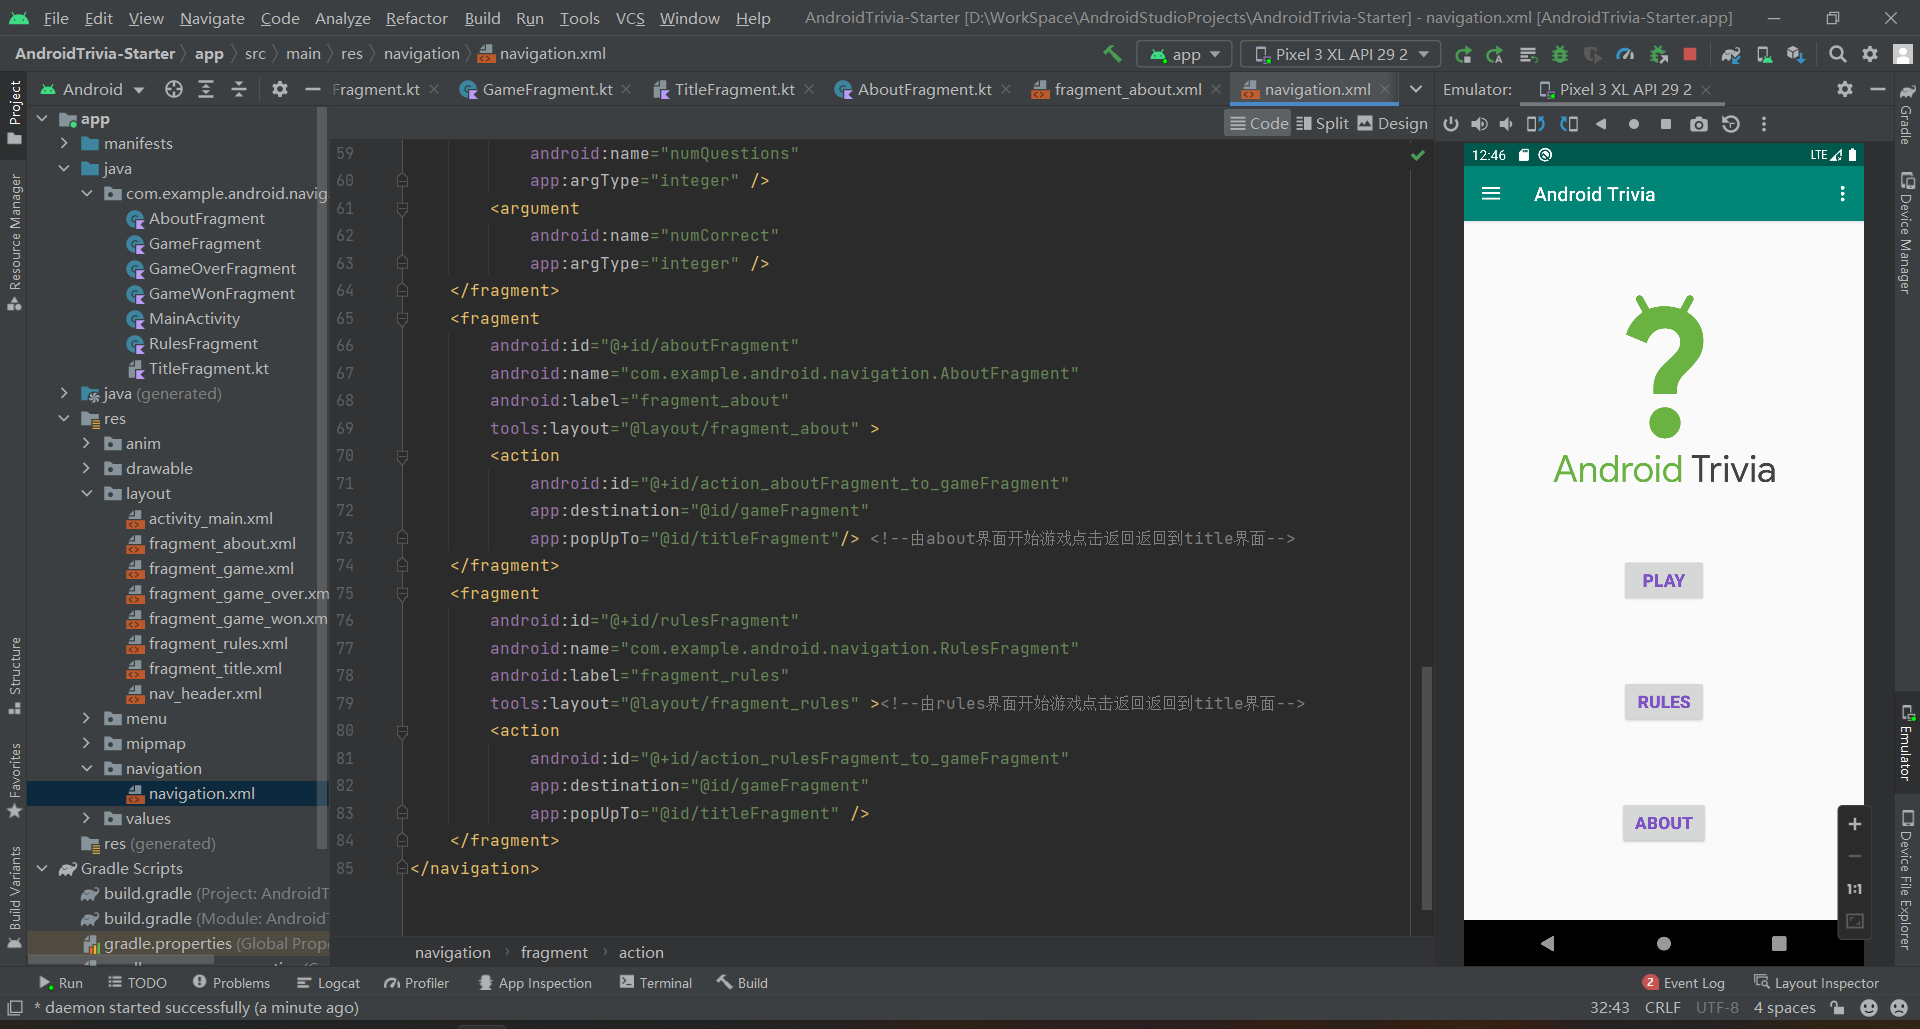 File Edit View Navigate Code Analyze Refactor Build Run Tools VCS Window Help AndroidTrivia-Starter [D:\WorkSpace\AndroidStudioProjects\AndroidTrivia-Starter] - navigation.xml [AndroidTrivia-Starter.app]
AndroidTrivia-Starter app src main res navigation navigation.xml app Pixel 3 XL API 29 2
Android Fragment.kt GameFragment.kt TitleFragment.kt AboutFragment.kt fragment_about.xml navigation.xml Emulator: Pixel 3 XL API 29 2
Code Split Design
Project
Resource Manager
Structure
Favorites
Build Variants
app
manifests
java
com.example.android.navig
AboutFragment
GameFragment
GameOverFragment
GameWonFragment
MainActivity
RulesFragment
TitleFragment.kt
java (generated)
res
anim
drawable
layout
activity_main.xml
fragment_about.xml
fragment_game.xml
fragment_game_over.xm
fragment_game_won.xm
fragment_rules.xml
fragment_title.xml
nav_header.xml
menu
mipmap
navigation
navigation.xml
values
res (generated)
Gradle Scripts
build.gradle (Project: AndroidT
build.gradle (Module: Android
gradle.properties (Global Prop
59 android:name="numQuestions"
60 app:argType="integer" />
61 <argument
62 android:name="numCorrect"
63 app:argType="integer" />
64 </fragment>
65 <fragment
66 android:id="@+id/aboutFragment"
67 android:name="com.example.android.navigation.AboutFragment"
68 android:label="fragment_about"
69 tools:layout="@layout/fragment_about" >
70 <action
71 android:id="@+id/action_aboutFragment_to_gameFragment"
72 app:destination="@id/gameFragment"
73 app:popUpTo="@id/titleFragment"/> <!--由about界面开始游戏点击返回返回到title界面-->
74 </fragment>
75 <fragment
76 android:id="@+id/rulesFragment"
77 android:name="com.example.android.navigation.RulesFragment"
78 android:label="fragment_rules"
79 tools:layout="@layout/fragment_rules" ><!--由rules界面开始游戏点击返回返回到title界面-->
80 <action
81 android:id="@+id/action_rulesFragment_to_gameFragment"
82 app:destination="@id/gameFragment"
83 app:popUpTo="@id/titleFragment" />
84 </fragment>
85 </navigation>
navigation fragment action
12:46 LTE
Android Trivia
Android Trivia
PLAY
RULES
ABOUT
1:1
Gradle
Device Manager
Emulator
Device File Explorer
Run TODO Problems Logcat Profiler App Inspection Terminal Build 2 Event Log Layout Inspector
* daemon started successfully (a minute ago) 32:43 CRLF UTF-8 4 spaces